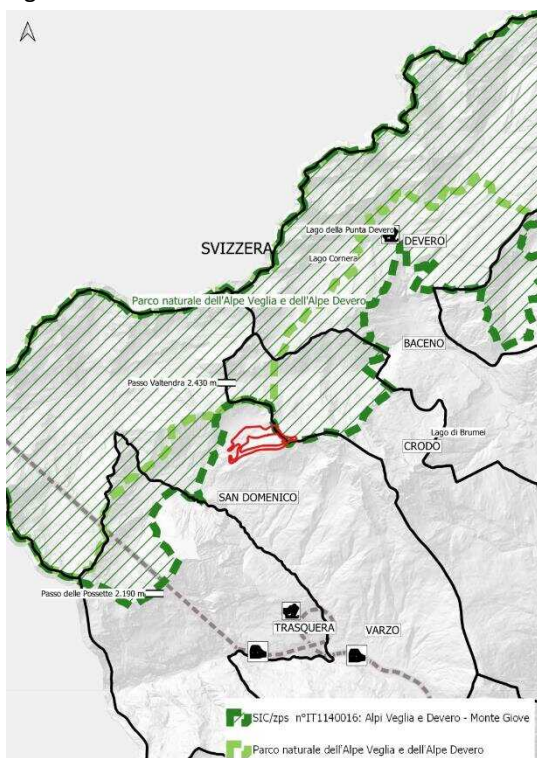 Lago della Punta Devero
DEVERO
SVIZZERA
Lago Cornera
Parco naturale dell'Alpe Veglia e dell'Alpe Devero
BACENO
Passo Valtendra 2.430 m
Lago di Brumei
CRODO
SAN DOMENICO
Passo delle Possette 2.190 m
TRASQUERA
VARZO
SIC/zps n°IT1140016: Alpi Veglia e Devero - Monte Giove
Parco naturale dell'Alpe Veglia e dell'Alpe Devero